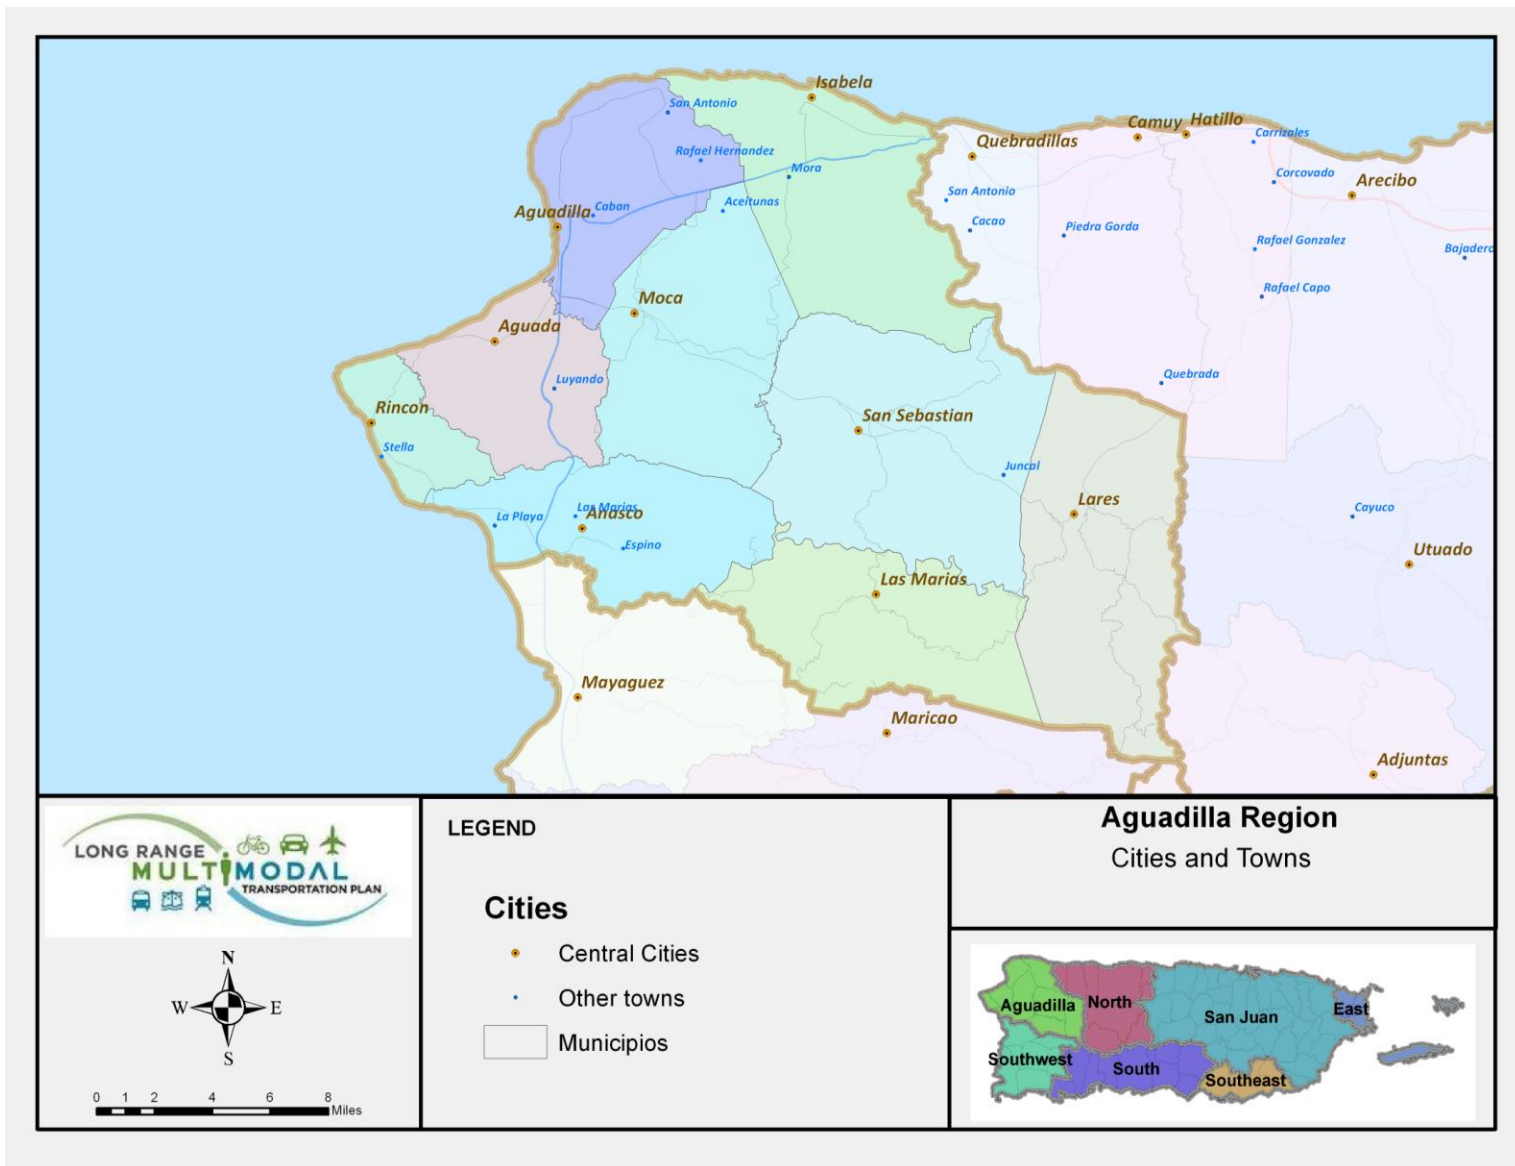 Isabela
San Antonio
Camuy
Hatillo
Carrizales
Quebradillas
Rafael Hernandez
Mora
Corcovado
Arecibo
San Antonio
Aceitunas
Caban
Aguadilla
Cacao
Piedra Gorda
Rafael Gonzalez
Bajadero
Rafael Capo
Moca
Aguada
Luyando
Quebrada
Rincon
San Sebastian
Stella
Juncal
Lares
La Playa
Las Marias
Anasco
Cayuco
Espino
Utuado
Las Marias
Mayaguez
Maricao
Adjuntas
LONG RANGE
MULTIMODAL
TRANSPORTATION PLAN
N
W E
S
0 1 2 4 6 8
Miles
LEGEND
Cities
Central Cities
Other towns
Municipios
Aguadilla Region
Cities and Towns
Aguadilla
North
San Juan
East
Southwest
South
Southeast